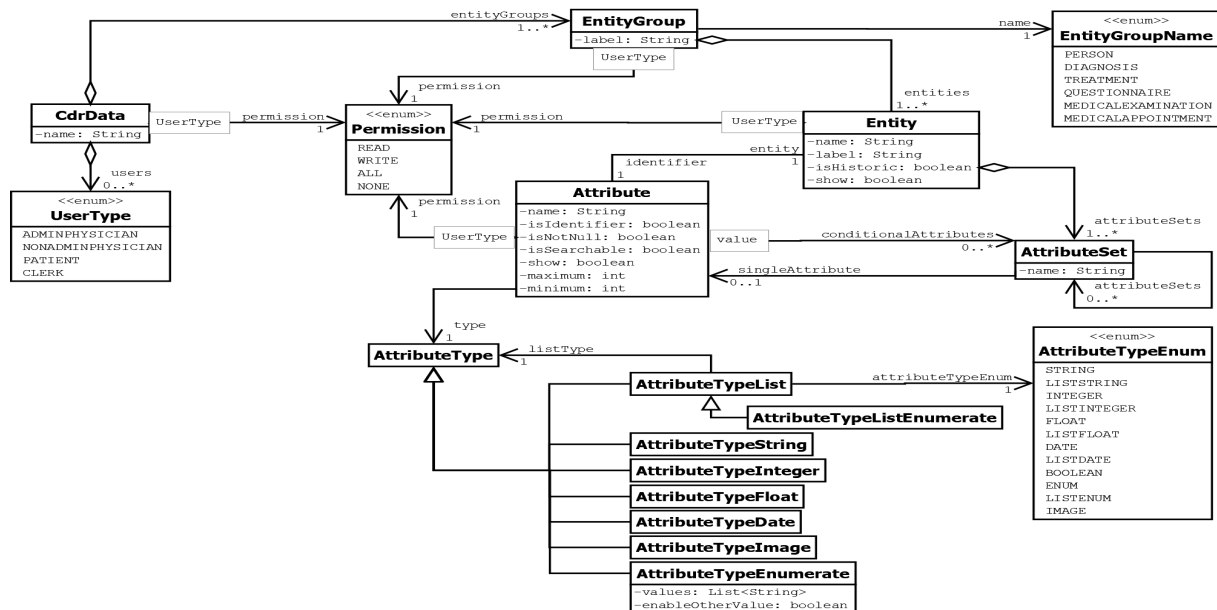 entityGroups
1..*
EntityGroup
-label: String
name
1
<<enum>>
EntityGroupName
PERSON
DIAGNOSIS
TREATMENT
QUESTIONNAIRE
MEDICALEXAMINATION
MEDICALAPPOINTMENT
UserType
permission
1
entities
1..*
CdrData
-name: String
UserType
permission
1
<<enum>>
Permission
READ
WRITE
ALL
NONE
permission
1
UserType
Entity
-name: String
-label: String
-isHistoric: boolean
-show: boolean
entity
1
identifier
1
users
0..*
<<enum>>
UserType
ADMINPHYSICIAN
NONADMINPHYSICIAN
PATIENT
CLERK
permission
1
UserType
Attribute
-name: String
-isIdentifier: boolean
-isNotNull: boolean
-isSearchable: boolean
-show: boolean
-maximum: int
-minimum: int
value
conditionalAttributes
0..*
attributeSets
1..*
AttributeSet
-name: String
singleAttribute
0..1
attributeSets
0..*
type
1
AttributeType
listType
1
AttributeTypeList
attributeTypeEnum
1
<<enum>>
AttributeTypeEnum
STRING
LISTSTRING
INTEGER
LISTINTEGER
FLOAT
LISTFLOAT
DATE
LISTDATE
BOOLEAN
ENUM
LISTENUM
IMAGE
AttributeTypeListEnumerate
AttributeTypeString
AttributeTypeInteger
AttributeTypeFloat
AttributeTypeDate
AttributeTypeImage
AttributeTypeEnumerate
-values: List<String>
-enableOtherValue: boolean